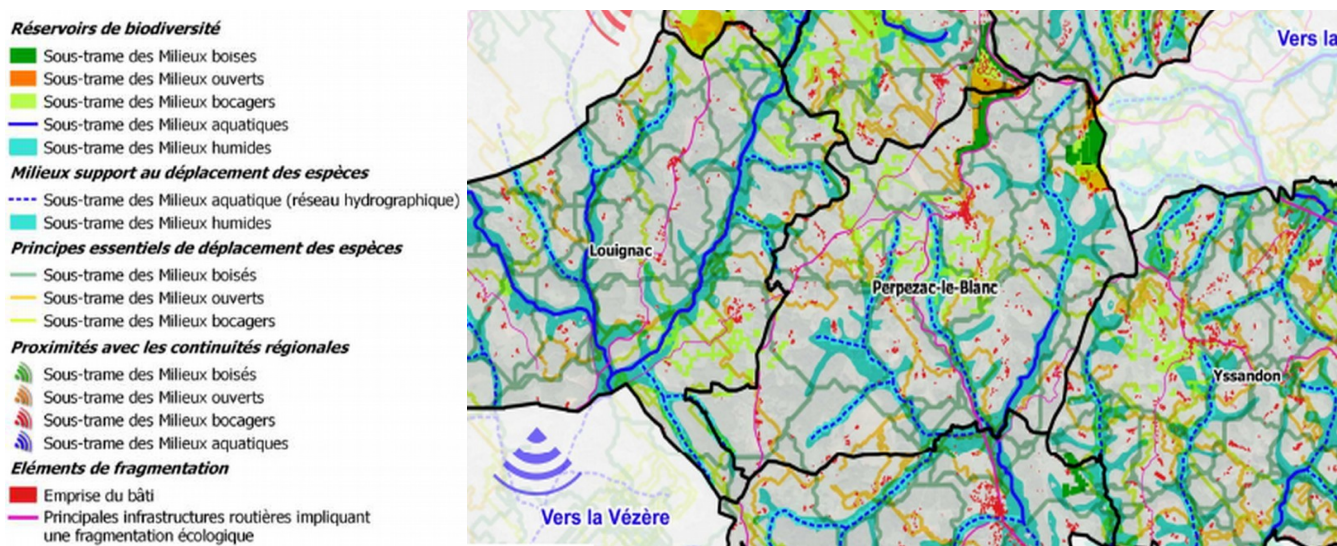 Réservoirs de biodiversité
Sous-trame des Milieux boises
Sous-trame des Milieux ouverts
Sous-trame des Milieux bocagers
Sous-trame des Milieux aquatiques
Sous-trame des Milieux humides
Milieux support au déplacement des espèces
Sous-trame des Milieux aquatique (réseau hydrographique)
Sous-trame des Milieux humides
Principes essentiels de déplacement des espèces
Sous-trame des Milieux boisés
Sous-trame des Milieux ouverts
Sous-trame des Milieux bocagers
Proximités avec les continuités régionales
Sous-trame des Milieux boisés
Sous-trame des Milieux ouverts
Sous-trame des Milieux bocagers
Sous-trame des Milieux aquatiques
Eléments de fragmentation
Emprise du bâti
Principales infrastructures routières impliquant
une fragmentation écologique
Vers la
Louignac
Perpezac-le-Blanc
Yssandon
Vers la Vézère